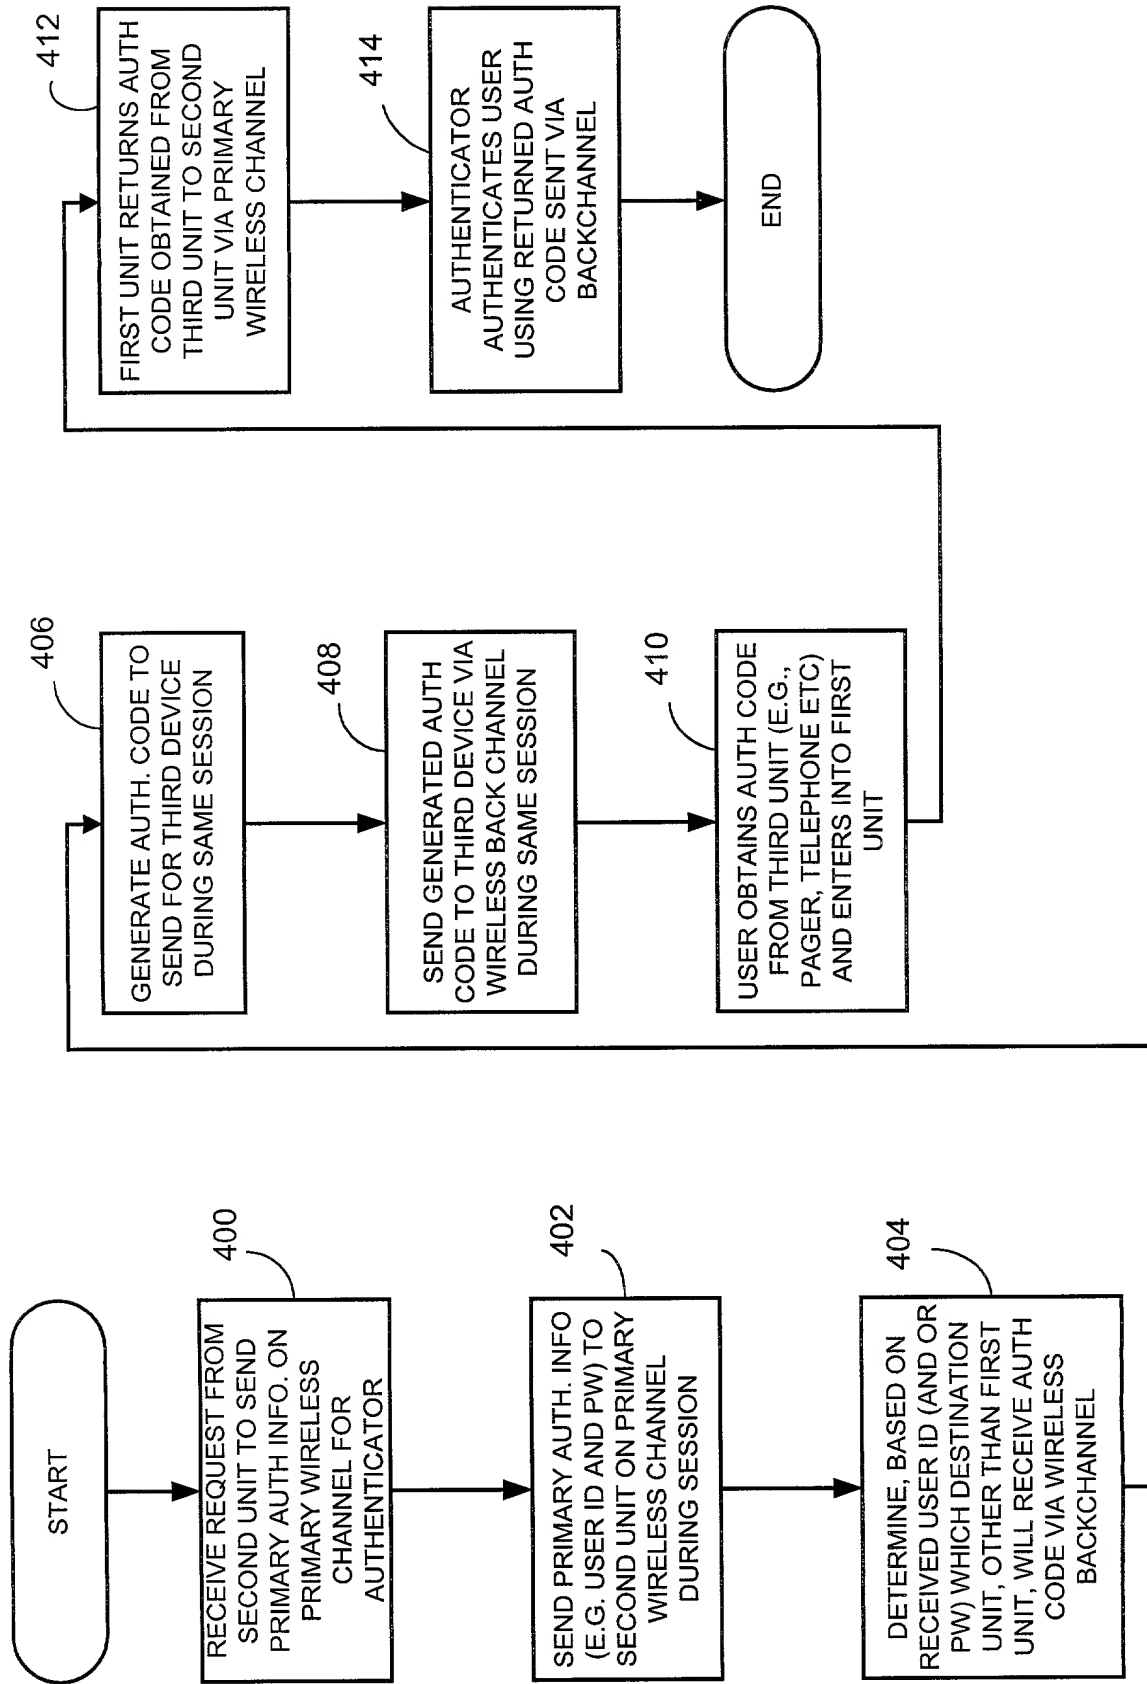 START
400
RECEIVE REQUEST FROM
SECOND UNIT TO SEND
PRIMARY AUTH INFO. ON
PRIMARY WIRELESS
CHANNEL FOR
AUTHENTICATOR
402
SEND PRIMARY AUTH. INFO
(E.G. USER ID AND PW) TO
SECOND UNIT ON PRIMARY
WIRELESS CHANNEL
DURING SESSION
404
DETERMINE, BASED ON
RECEIVED USER ID (AND OR
PW) WHICH DESTINATION
UNIT, OTHER THAN FIRST
UNIT, WILL RECEIVE AUTH
CODE VIA WIRELESS
BACKCHANNEL
406
GENERATE AUTH. CODE TO
SEND FOR THIRD DEVICE
DURING SAME SESSION
408
SEND GENERATED AUTH
CODE TO THIRD DEVICE VIA
WIRELESS BACK CHANNEL
DURING SAME SESSION
410
USER OBTAINS AUTH CODE
FROM THIRD UNIT (E.G.,
PAGER, TELEPHONE ETC)
AND ENTERS INTO FIRST
UNIT
412
FIRST UNIT RETURNS AUTH
CODE OBTAINED FROM
THIRD UNIT TO SECOND
UNIT VIA PRIMARY
WIRELESS CHANNEL
414
AUTHENTICATOR
AUTHENTICATES USER
USING RETURNED AUTH
CODE SENT VIA
BACKCHANNEL
END